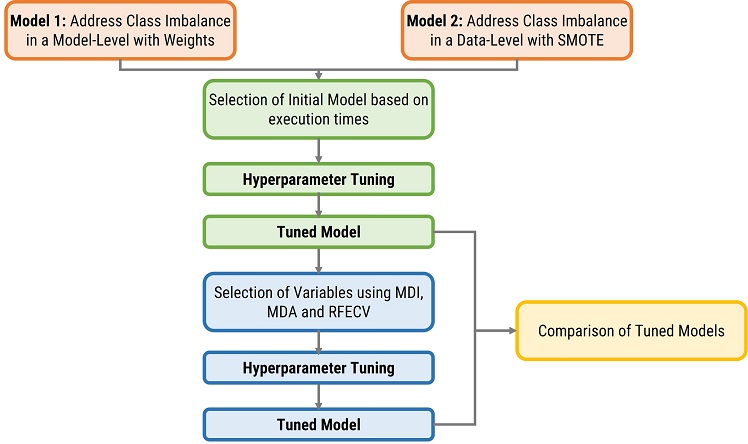 Model 1: Address Class Imbalance
in a Model-Level with Weights
Model 2: Address Class Imbalance
in a Data-Level with SMOTE
Selection of Initial Model based on
execution times
Hyperparameter Tuning
Tuned Model
Selection of Variables using MDI,
MDA and RFECV
Comparison of Tuned Models
Hyperparameter Tuning
Tuned Model